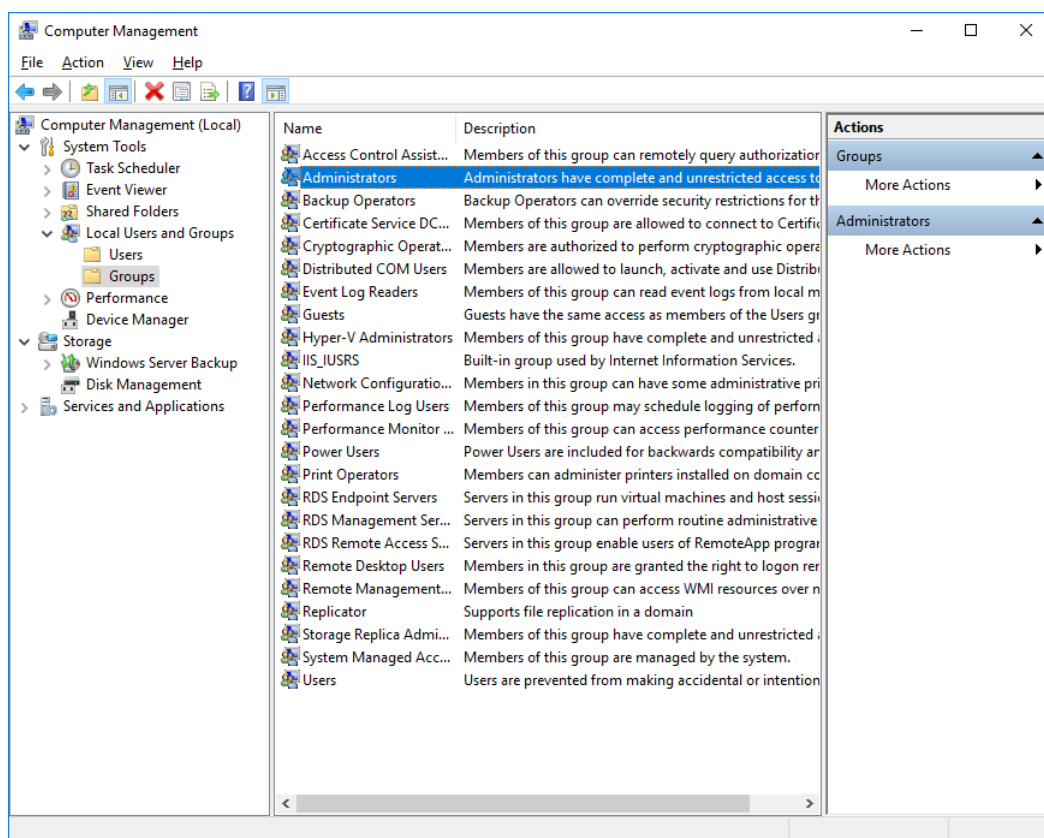 Computer Management
File Action View Help
Computer Management (Local)
System Tools
Task Scheduler
Event Viewer
Shared Folders
Local Users and Groups
Users
Groups
Performance
Device Manager
Storage
Windows Server Backup
Disk Management
Services and Applications
Name Description
Access Control Assist... Members of this group can remotely query authorization
Administrators Administrators have complete and unrestricted access to
Backup Operators Backup Operators can override security restrictions for th
Certificate Service DC... Members of this group are allowed to connect to Certific
Cryptographic Operat... Members are authorized to perform cryptographic opera
Distributed COM Users Members are allowed to launch, activate and use Distribu
Event Log Readers Members of this group can read event logs from local m
Guests Guests have the same access as members of the Users gr
Hyper-V Administrators Members of this group have complete and unrestricted a
IIS_IUSRS Built-in group used by Internet Information Services.
Network Configuratio... Members in this group can have some administrative pri
Performance Log Users Members of this group may schedule logging of perform
Performance Monitor ... Members of this group can access performance counter
Power Users Power Users are included for backwards compatibility an
Print Operators Members can administer printers installed on domain co
RDS Endpoint Servers Servers in this group run virtual machines and host sessi
RDS Management Ser... Servers in this group can perform routine administrative
RDS Remote Access S... Servers in this group enable users of RemoteApp program
Remote Desktop Users Members in this group are granted the right to logon rem
Remote Management... Members of this group can access WMI resources over m
Replicator Supports file replication in a domain
Storage Replica Admi... Members of this group have complete and unrestricted a
System Managed Acc... Members of this group are managed by the system.
Users Users are prevented from making accidental or intention
Actions
Groups
More Actions
Administrators
More Actions